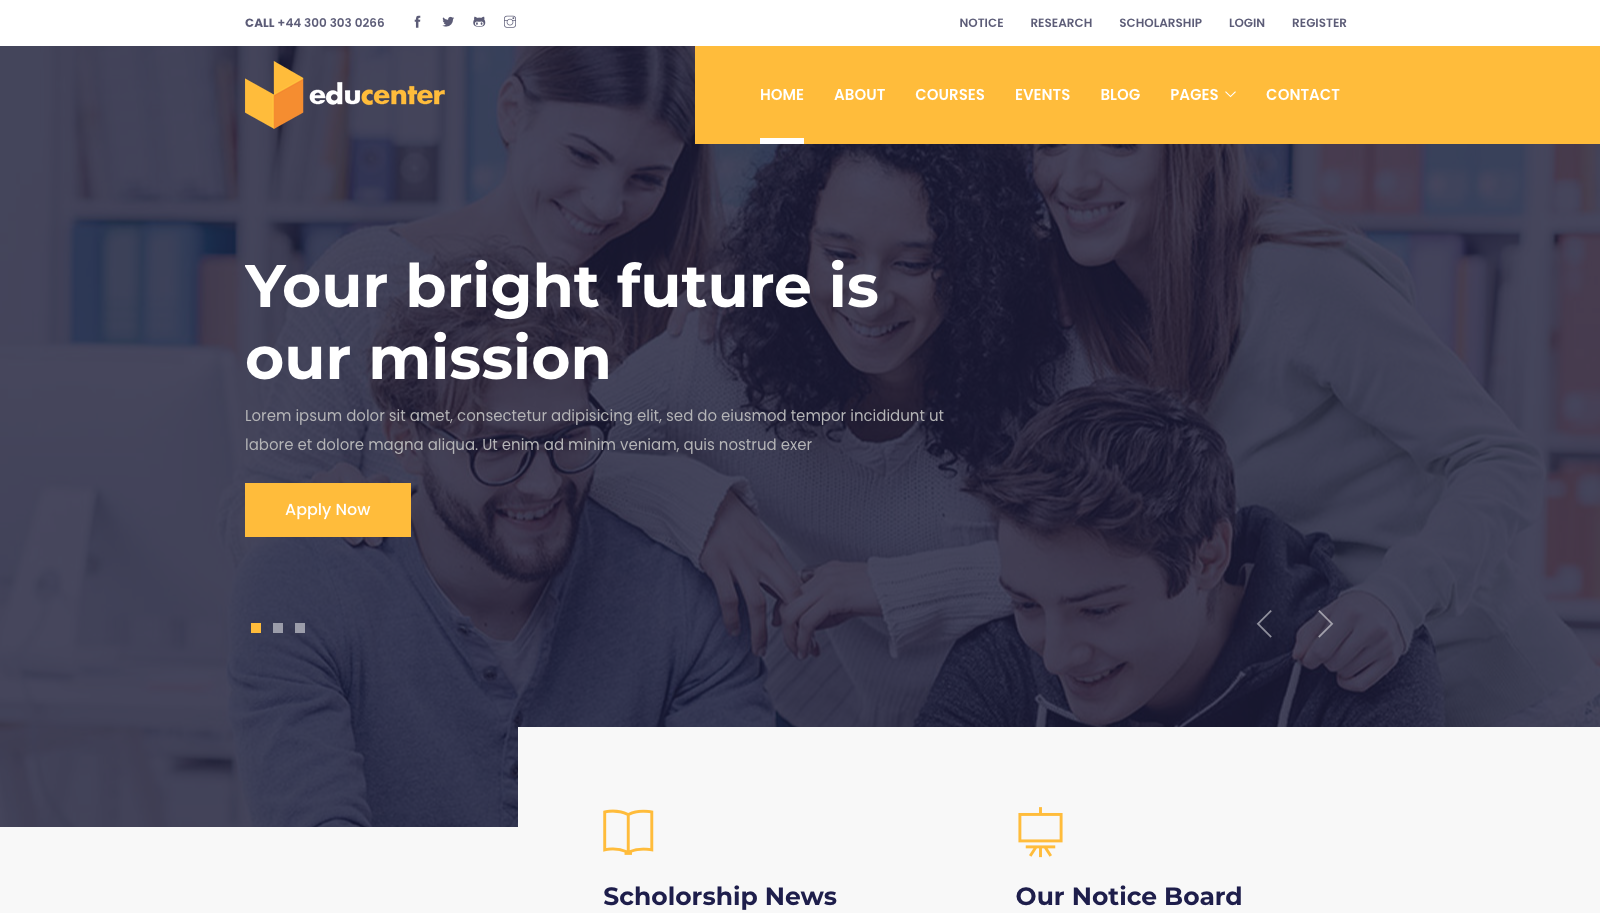 CALL +44 300 303 0266
NOTICE RESEARCH SCHOLARSHIP LOGIN REGISTER
educenter
HOME ABOUT COURSES EVENTS BLOG PAGES CONTACT
Your bright future is
our mission
Lorem ipsum dolor sit amet, consectetur adipisicing elit, sed do eiusmod tempor incididunt ut
labore et dolore magna aliqua. Ut enim ad minim veniam, quis nostrud exer
Apply Now
Scholorship News
Our Notice Board